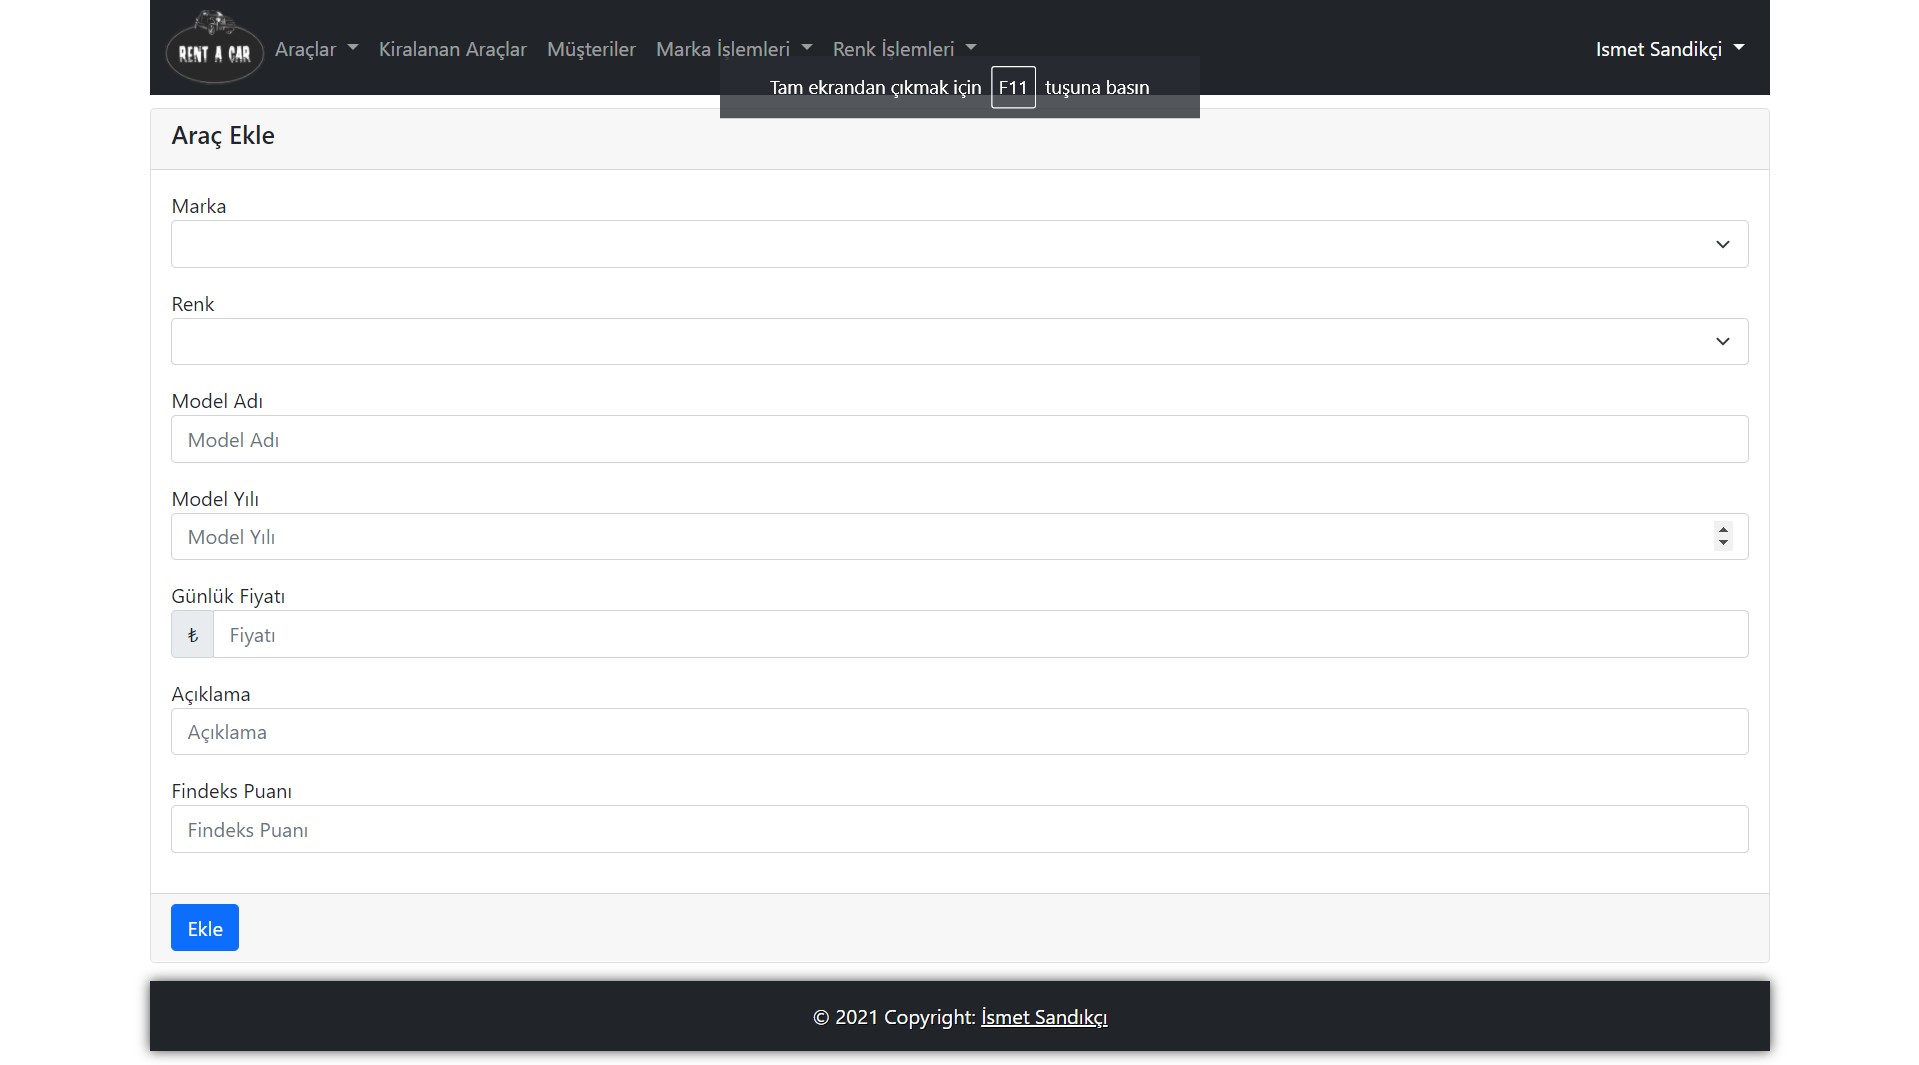 RENT A CAR
Araçlar
Kiralanan Araçlar
Müşteriler
Marka İşlemleri
Renk İşlemleri
Ismet Sandikçi
Tam ekrandan çıkmak için F11 tuşuna basın
Araç Ekle
Marka
Renk
Model Adı
Model Adı
Model Yılı
Model Yılı
Günlük Fiyatı
₺ Fiyatı
Açıklama
Açıklama
Findeks Puanı
Findeks Puanı
Ekle
© 2021 Copyright: İsmet Sandıkçı